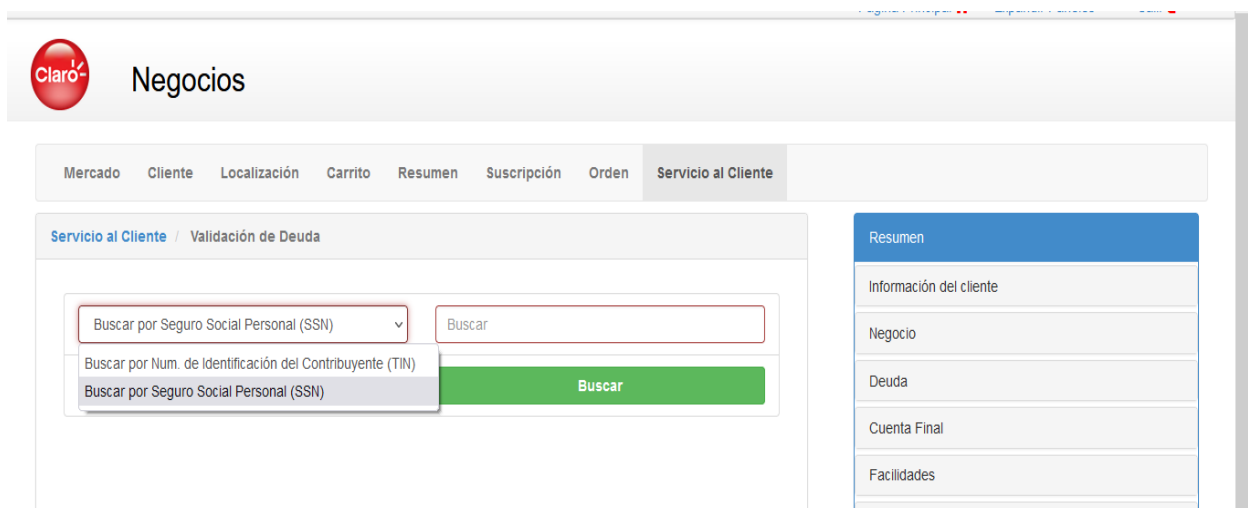 Claro-
Negocios
Mercado Cliente Localización Carrito Resumen Suscripción Orden Servicio al Cliente
Servicio al Cliente / Validación de Deuda
Buscar por Seguro Social Personal (SSN)
Buscar
Buscar por Num. de Identificación del Contribuyente (TIN)
Buscar por Seguro Social Personal (SSN)
Buscar
Resumen
Información del cliente
Negocio
Deuda
Cuenta Final
Facilidades